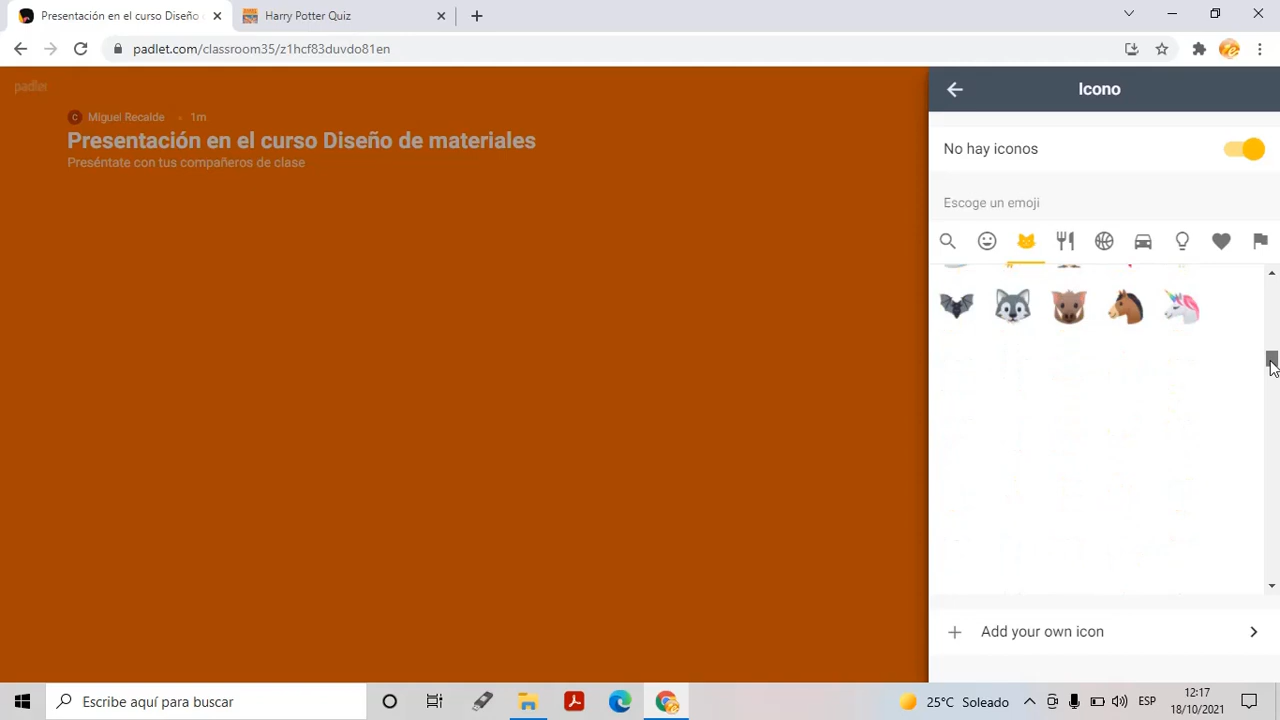 Presentación en el curso Diseño
Harry Potter Quiz
padlet.com/classroom35/z1hcf83duvdo81en
padlet
Icono
C Miguel Recalde • 1m
Presentación en el curso Diseño de materiales
Preséntate con tus compañeros de clase
No hay iconos
Escoge un emoji
Add your own icon
Escribe aquí para buscar
25°C Soleado
ESP
12:17
18/10/2021